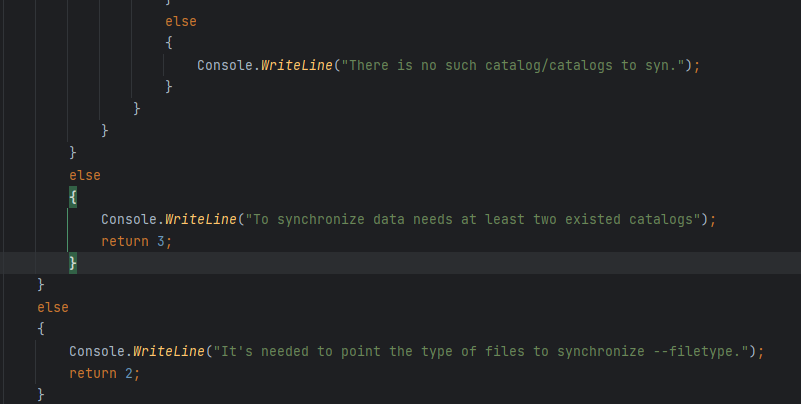 }
else
{
Console.WriteLine("There is no such catalog/catalogs to syn.");
}
}
}
}
else
{
Console.WriteLine("To synchronize data needs at least two existed catalogs");
return 3;
}
}
else
{
Console.WriteLine("It's needed to point the type of files to synchronize --filetype.");
return 2;
}